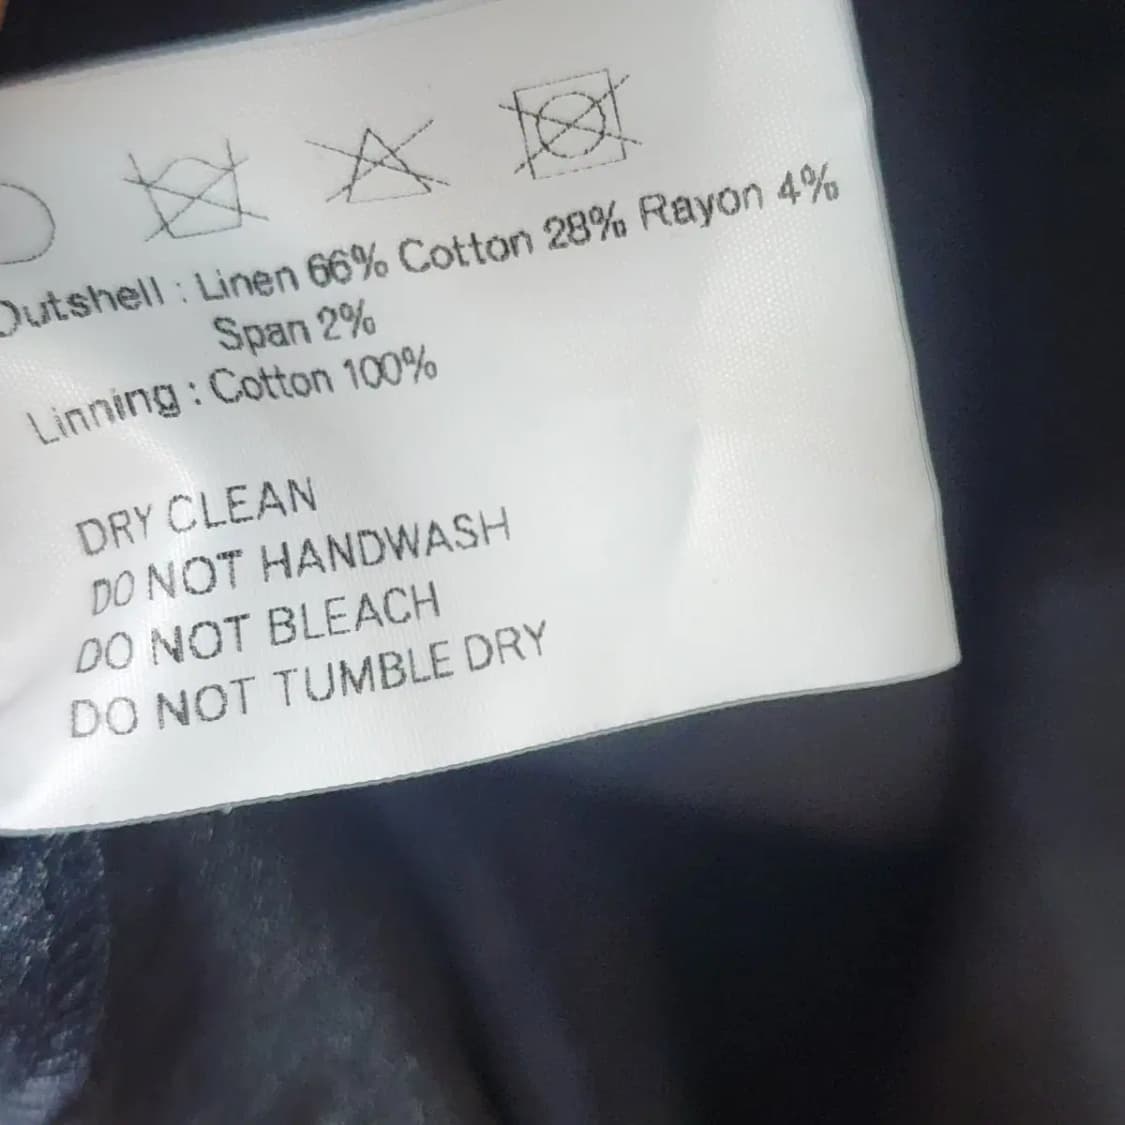 Outshell : Linen 66% Cotton 28% Rayon 4%
Span 2%
Linning : Cotton 100%
DRY CLEAN
DO NOT HANDWASH
DO NOT BLEACH
DO NOT TUMBLE DRY